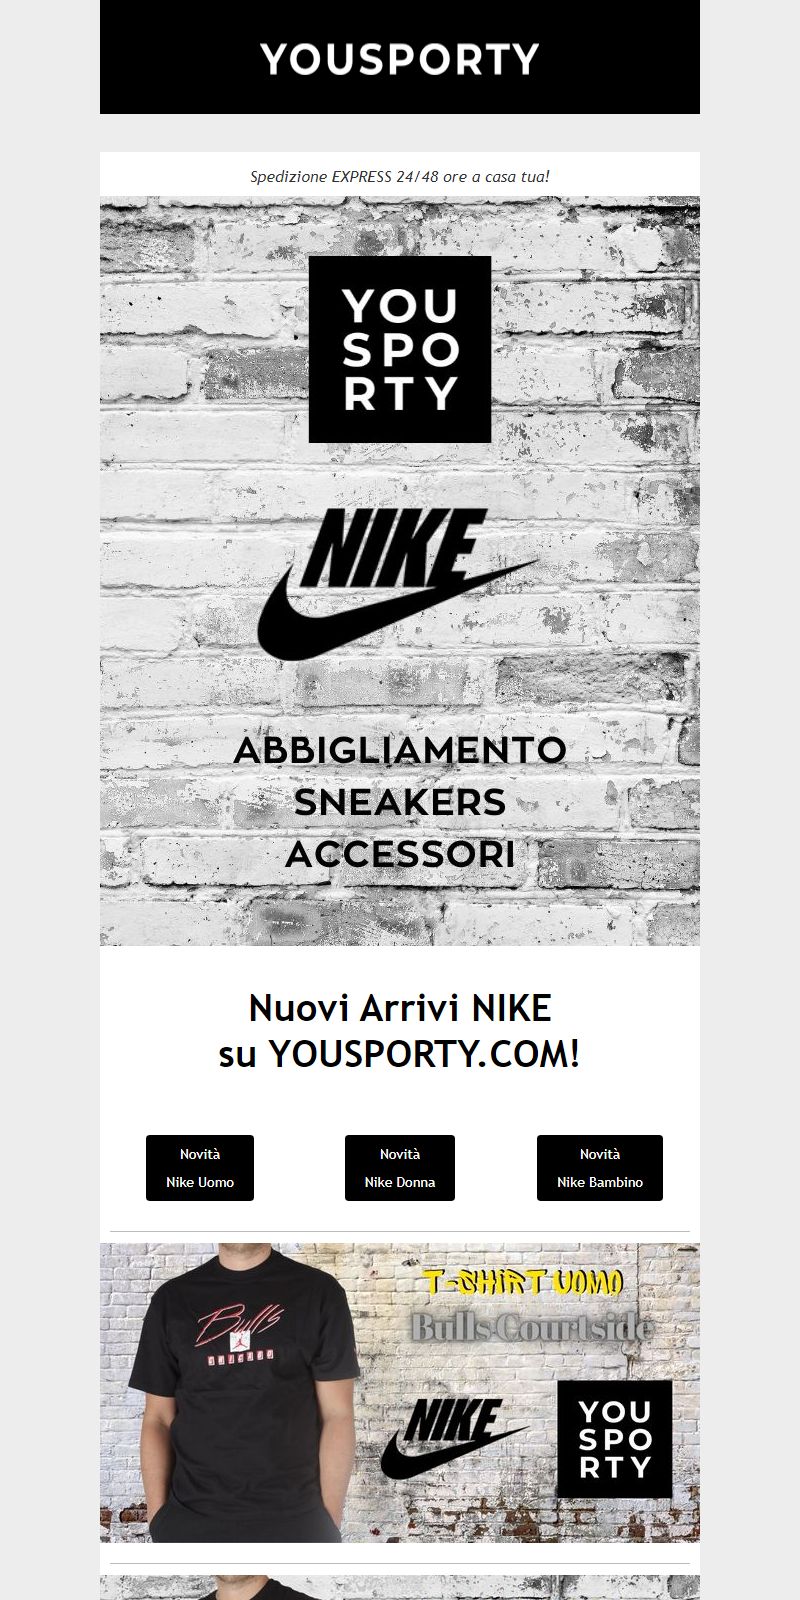 YOUSPORTY
Spedizione EXPRESS 24/48 ore a casa tua!
YOU
SPO
RTY
NIKE
ABBIGLIAMENTO
SNEAKERS
ACCESSORI
Nuovi Arrivi NIKE
su YOUSPORTY.COM!
Novità
Nike Uomo
Novità
Nike Donna
Novità
Nike Bambino
T-SHIRT UOMO
Bulls Courtside
Bulls
NIKE
YOU
SPO
RTY